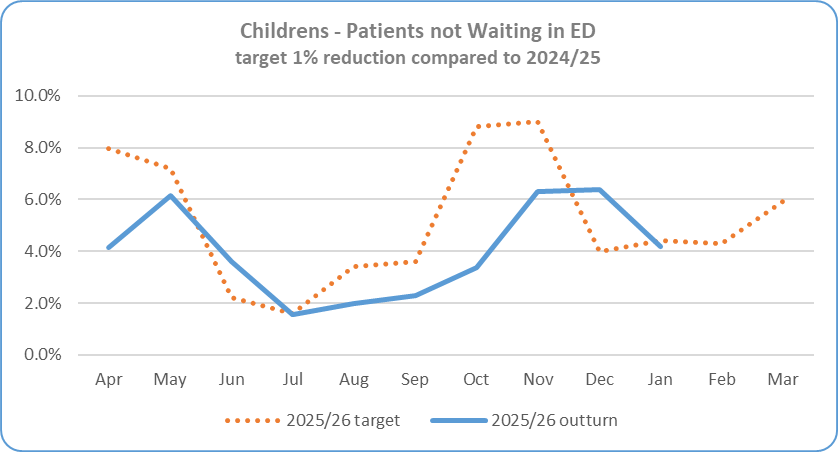 Childrens - Patients not Waiting in ED
target 1% reduction compared to 2024/25
10.0%
8.0%
6.0%
4.0%
2.0%
0.0%
Apr May Jun Jul Aug Sep Oct Nov Dec Jan Feb Mar
2025/26 target 2025/26 outturn